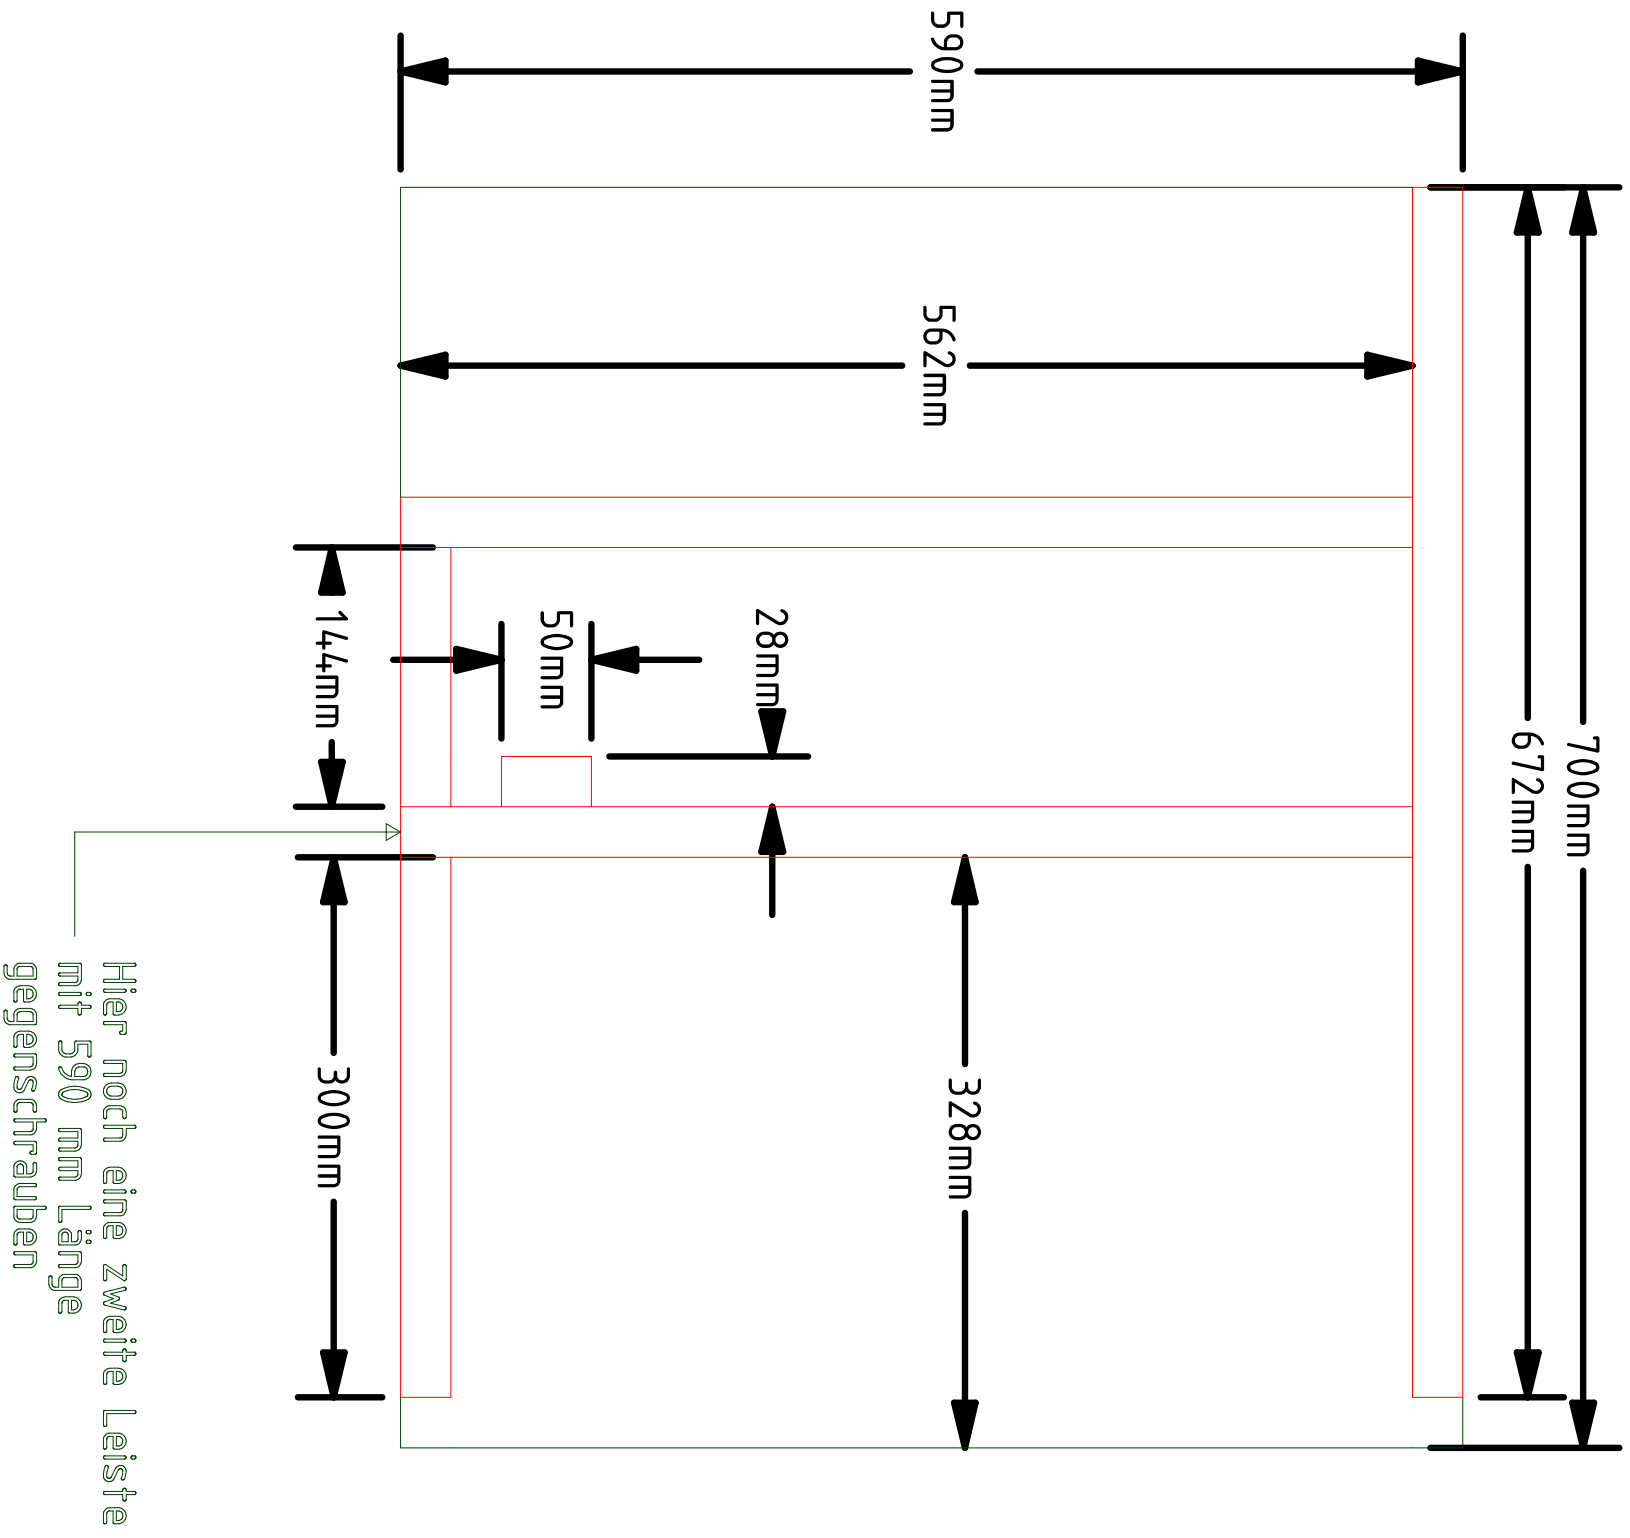 700mm
672mm
590mm
562mm
328mm
28mm
50mm
144mm
300mm
Hier noch eine zweite Leiste
mit 590 mm Länge
gegenschrauben